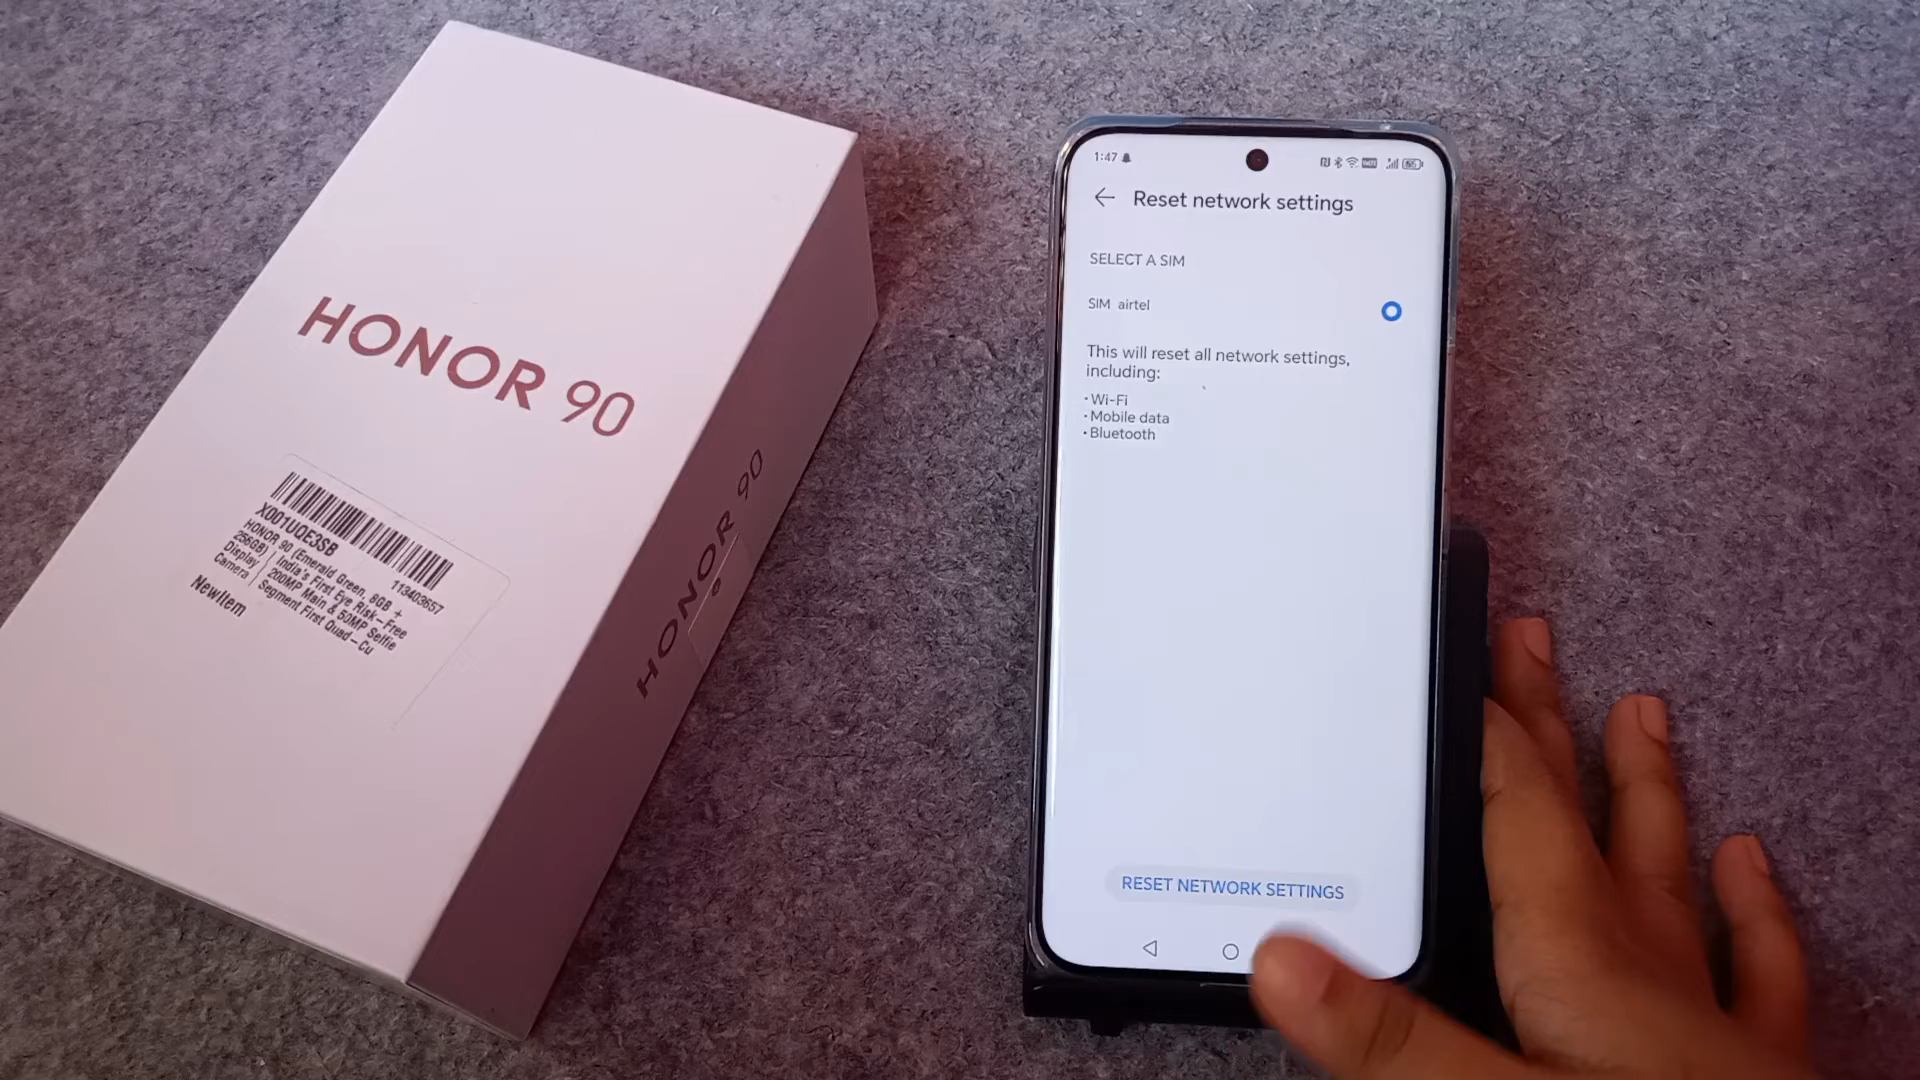 HONOR 90
X001UQE3SB
113403657
HONOR 90 (Emerald Green, 8GB +
256GB) | India's First Eye Risk-Free
Display | 200MP Main & 50MP Selfie
Camera | Segment First Quad-Cu
NewItem
HONOR 90
1:47
Reset network settings
SELECT A SIM
SIM airtel
This will reset all network settings,
including:
• Wi-Fi
• Mobile data
• Bluetooth
RESET NETWORK SETTINGS